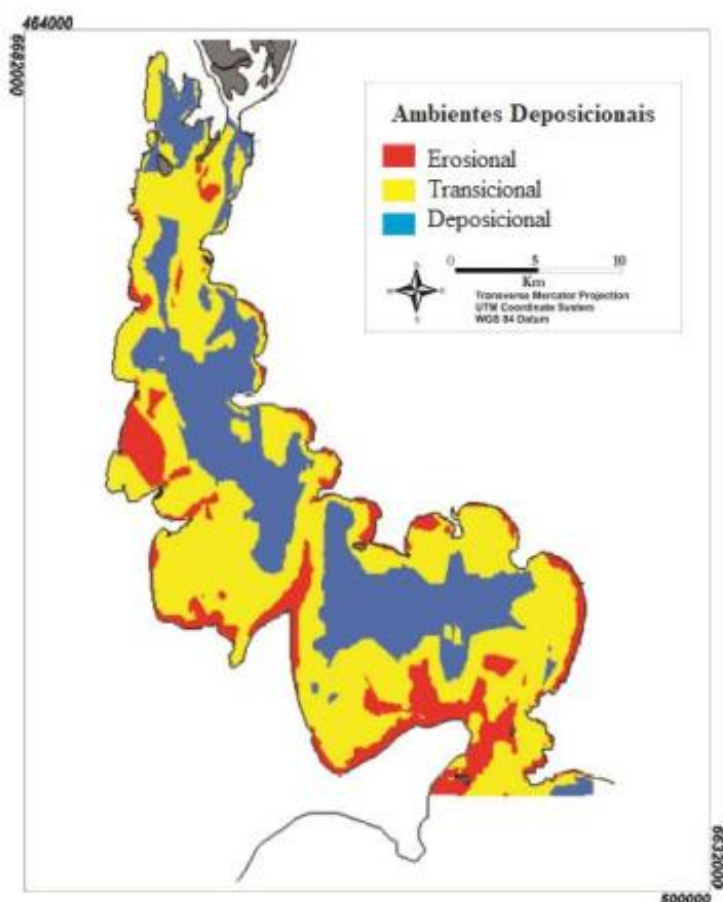 464000
6682000
Ambientes Deposicionais
Erosional
Transicional
Deposicional
0 5 10
Km
Transverse Mercator Projection
UTM Coordinate System
WGS 84 Datum
6632000
500000